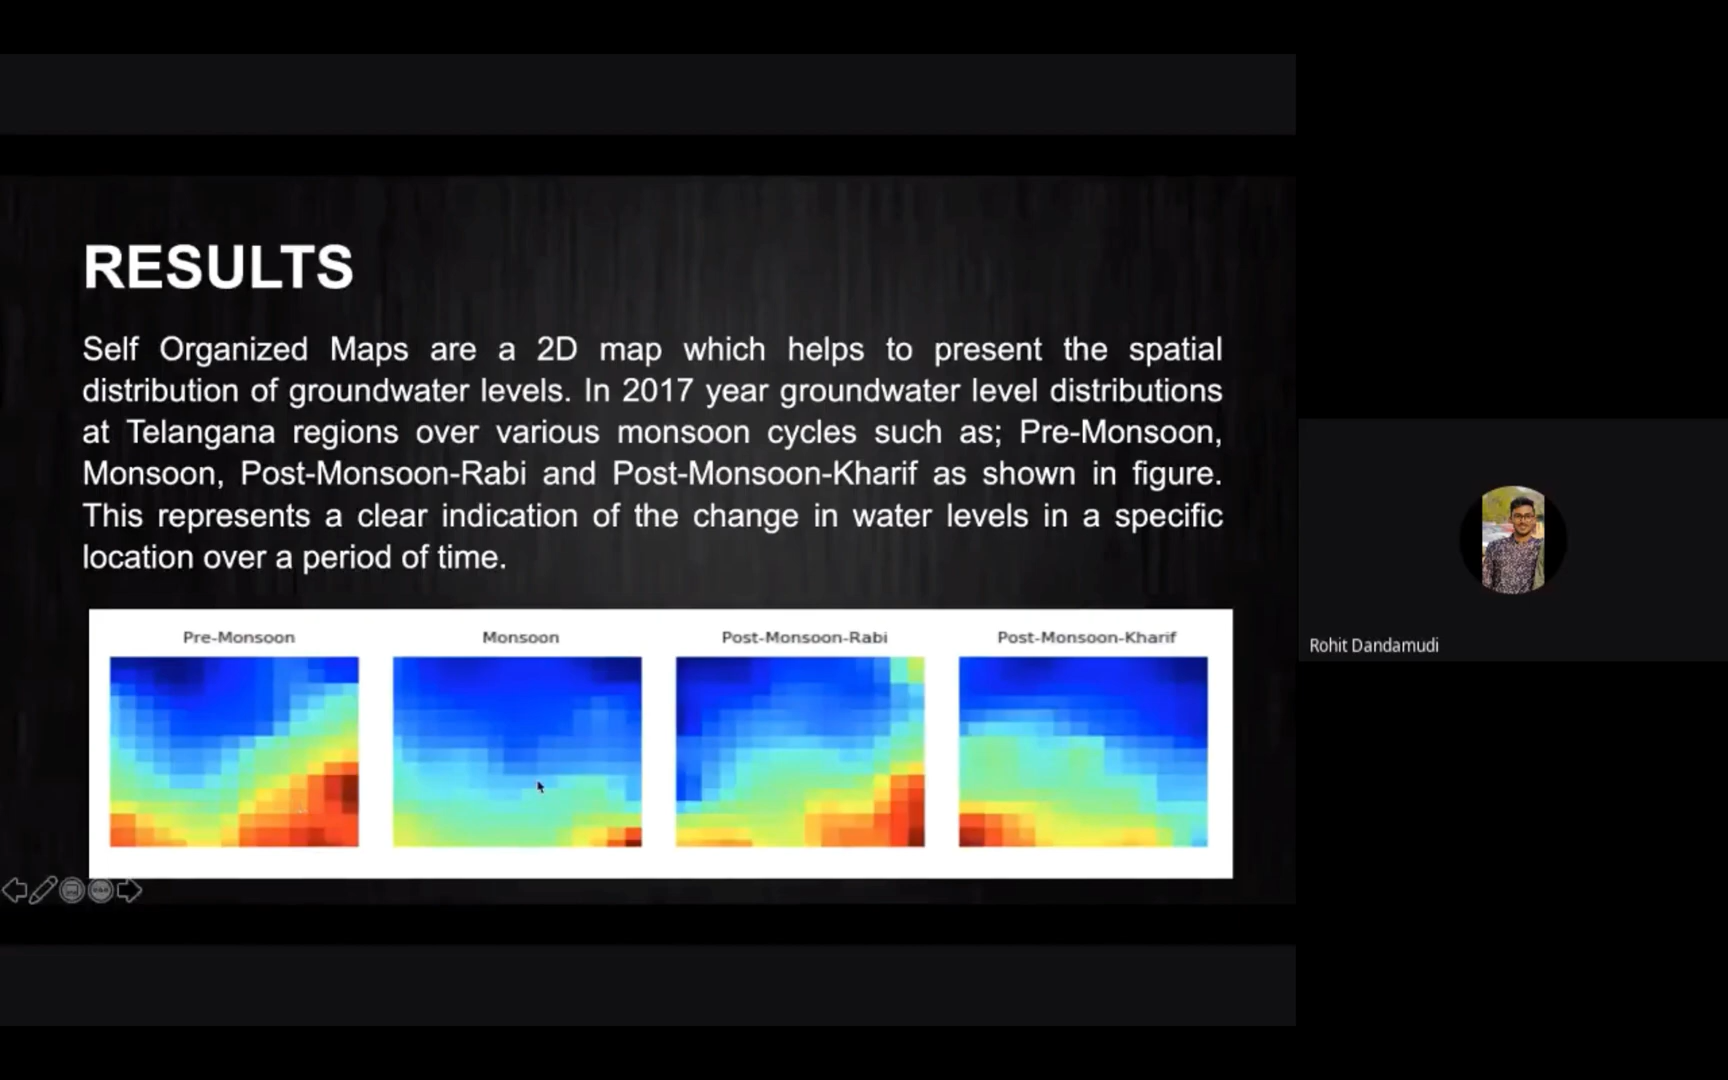 RESULTS
Self Organized Maps are a 2D map which helps to present the spatial
distribution of groundwater levels. In 2017 year groundwater level distributions
at Telangana regions over various monsoon cycles such as; Pre-Monsoon,
Monsoon, Post-Monsoon-Rabi and Post-Monsoon-Kharif as shown in figure.
This represents a clear indication of the change in water levels in a specific
location over a period of time.
Pre-Monsoon
Monsoon
Post-Monsoon-Rabi
Post-Monsoon-Kharif
Rohit Dandamudi